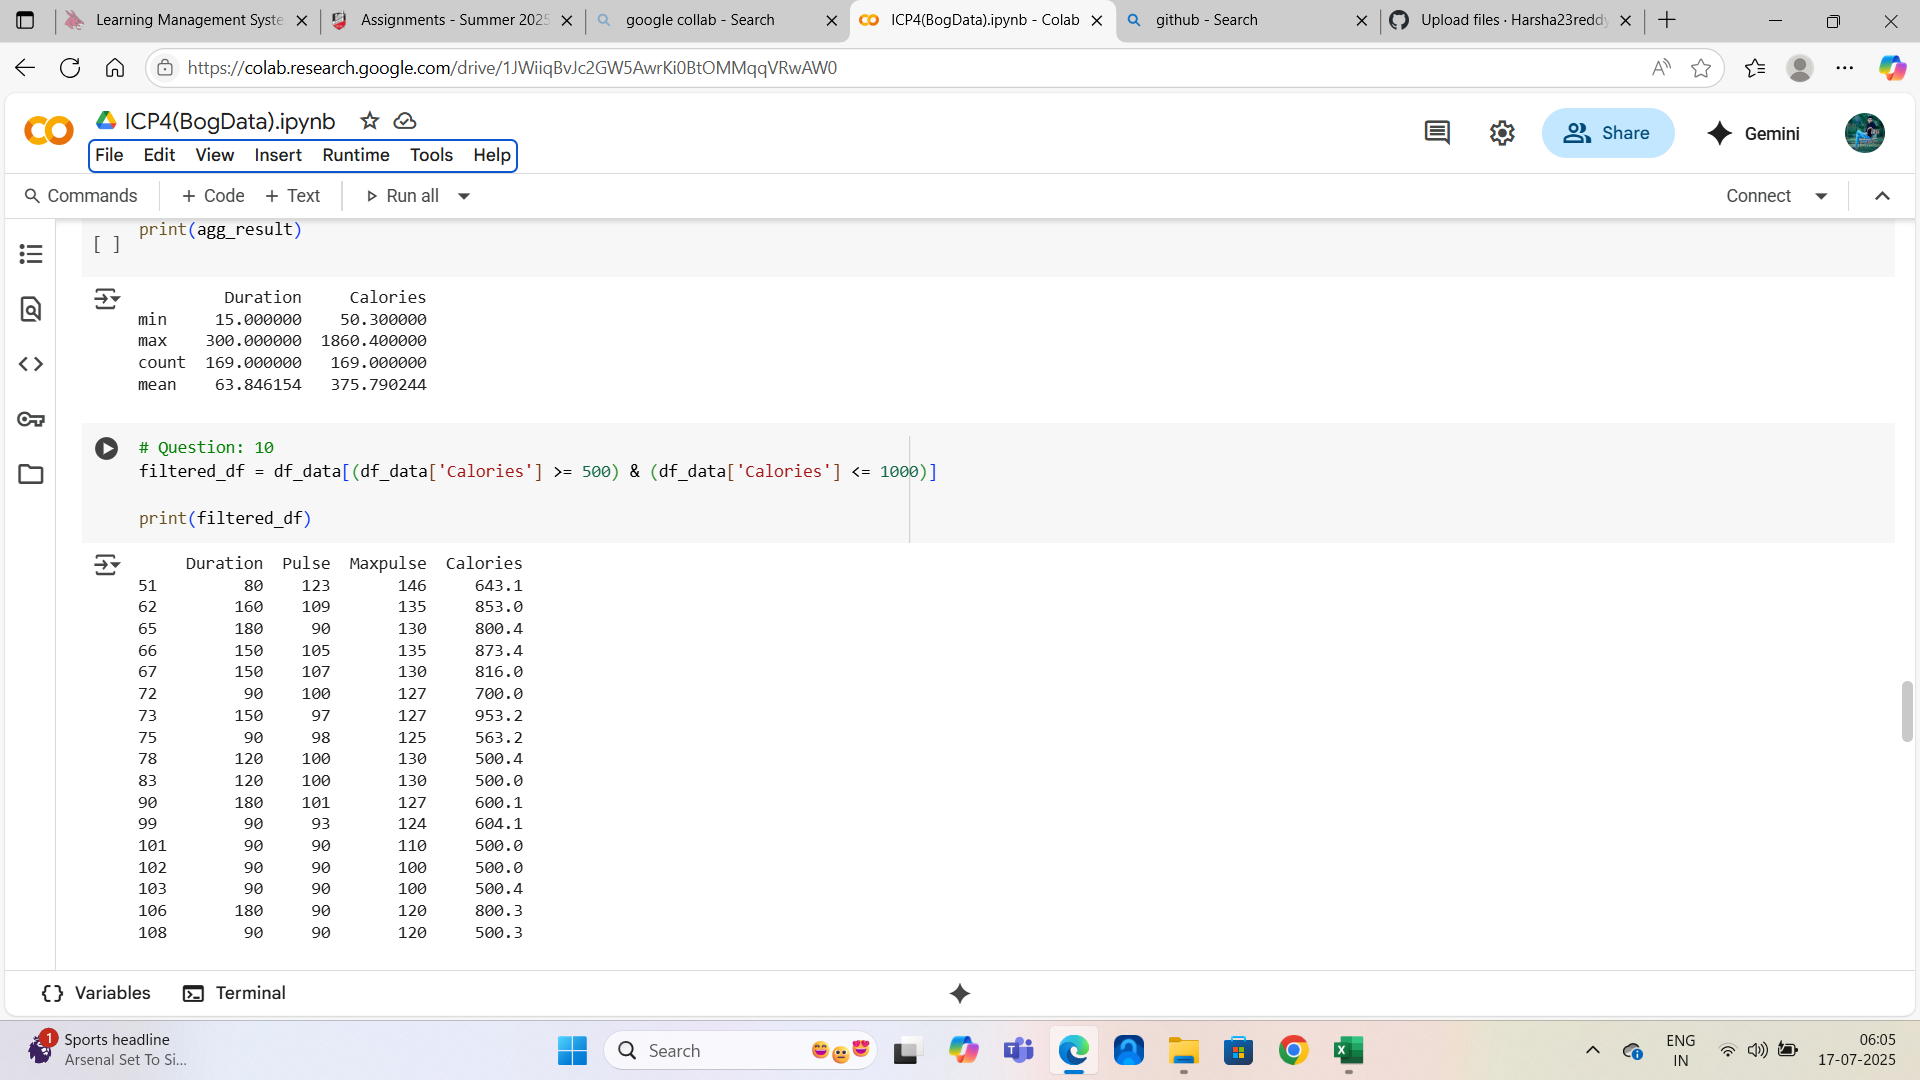 Learning Management Syste
Assignments - Summer 2025
google collab - Search
ICP4(BogData).ipynb - Colab
github - Search
Upload files · Harsha23reddy
https://colab.research.google.com/drive/1JWiiqBvJc2GW5AwrKi0BtOMMqqVRwAW0
ICP4(BogData).ipynb
Share
Gemini
File Edit View Insert Runtime Tools Help
Commands + Code + Text Run all
Connect
print(agg_result)
[ ]
Duration Calories
min 15.000000 50.300000
max 300.000000 1860.400000
count 169.000000 169.000000
mean 63.846154 375.790244
# Question: 10
filtered_df = df_data[(df_data['Calories'] >= 500) & (df_data['Calories'] <= 1000)]
print(filtered_df)
Duration Pulse Maxpulse Calories
51 80 123 146 643.1
62 160 109 135 853.0
65 180 90 130 800.4
66 150 105 135 873.4
67 150 107 130 816.0
72 90 100 127 700.0
73 150 97 127 953.2
75 90 98 125 563.2
78 120 100 130 500.4
83 120 100 130 500.0
90 180 101 127 600.1
99 90 93 124 604.1
101 90 90 110 500.0
102 90 90 100 500.0
103 90 90 100 500.4
106 180 90 120 800.3
108 90 90 120 500.3
{} Variables
Terminal
1
Sports headline
Arsenal Set To Si...
Search
ENG
IN
06:05
17-07-2025